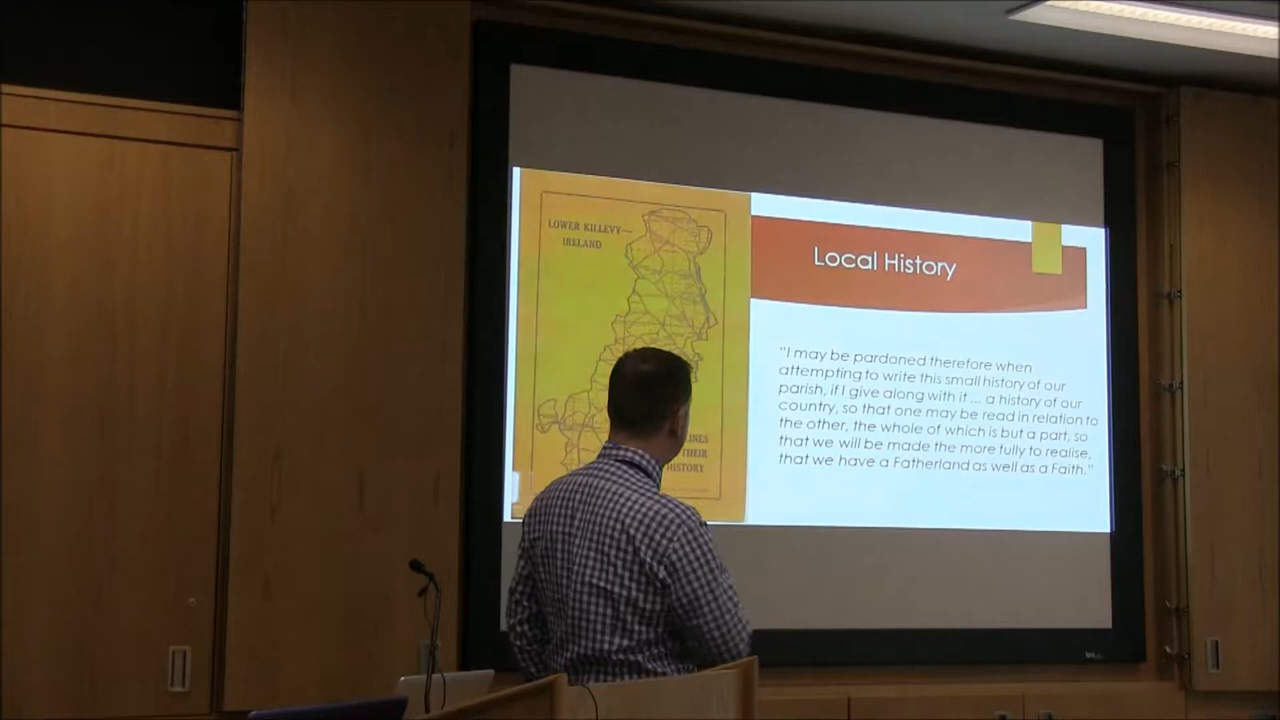 LOWER KILLEVY—
IRELAND
LINES
THEIR
HISTORY
Local History
"I may be pardoned therefore when
attempting to write this small history of our
parish, if I give along with it ... a history of our
country, so that one may be read in relation to
the other, the whole of which is but a part, so
that we will be made the more fully to realise,
that we have a Fatherland as well as a Faith."